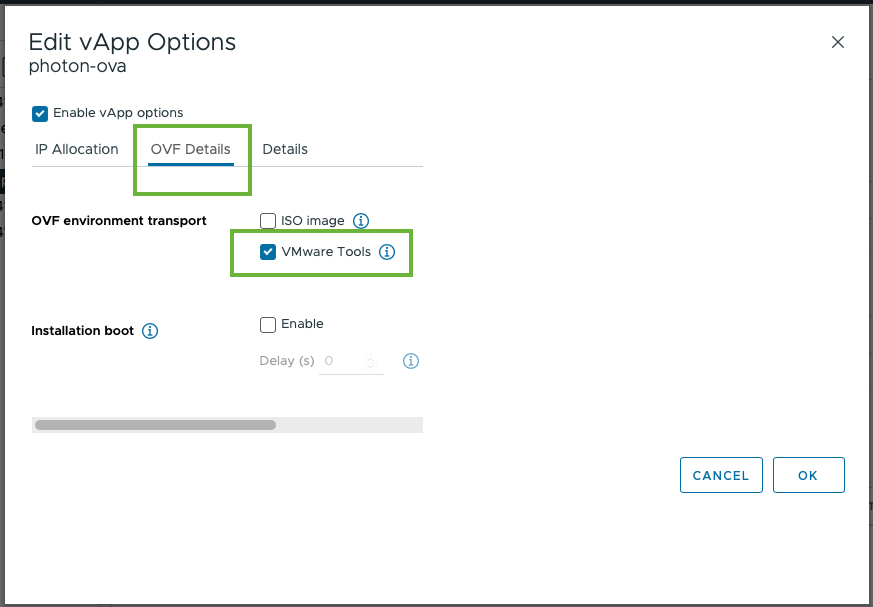 Edit vApp Options
photon-ova
Enable vApp options
IP Allocation OVF Details Details
OVF environment transport ISO image
VMware Tools
Installation boot Enable
Delay (s) 0
CANCEL OK